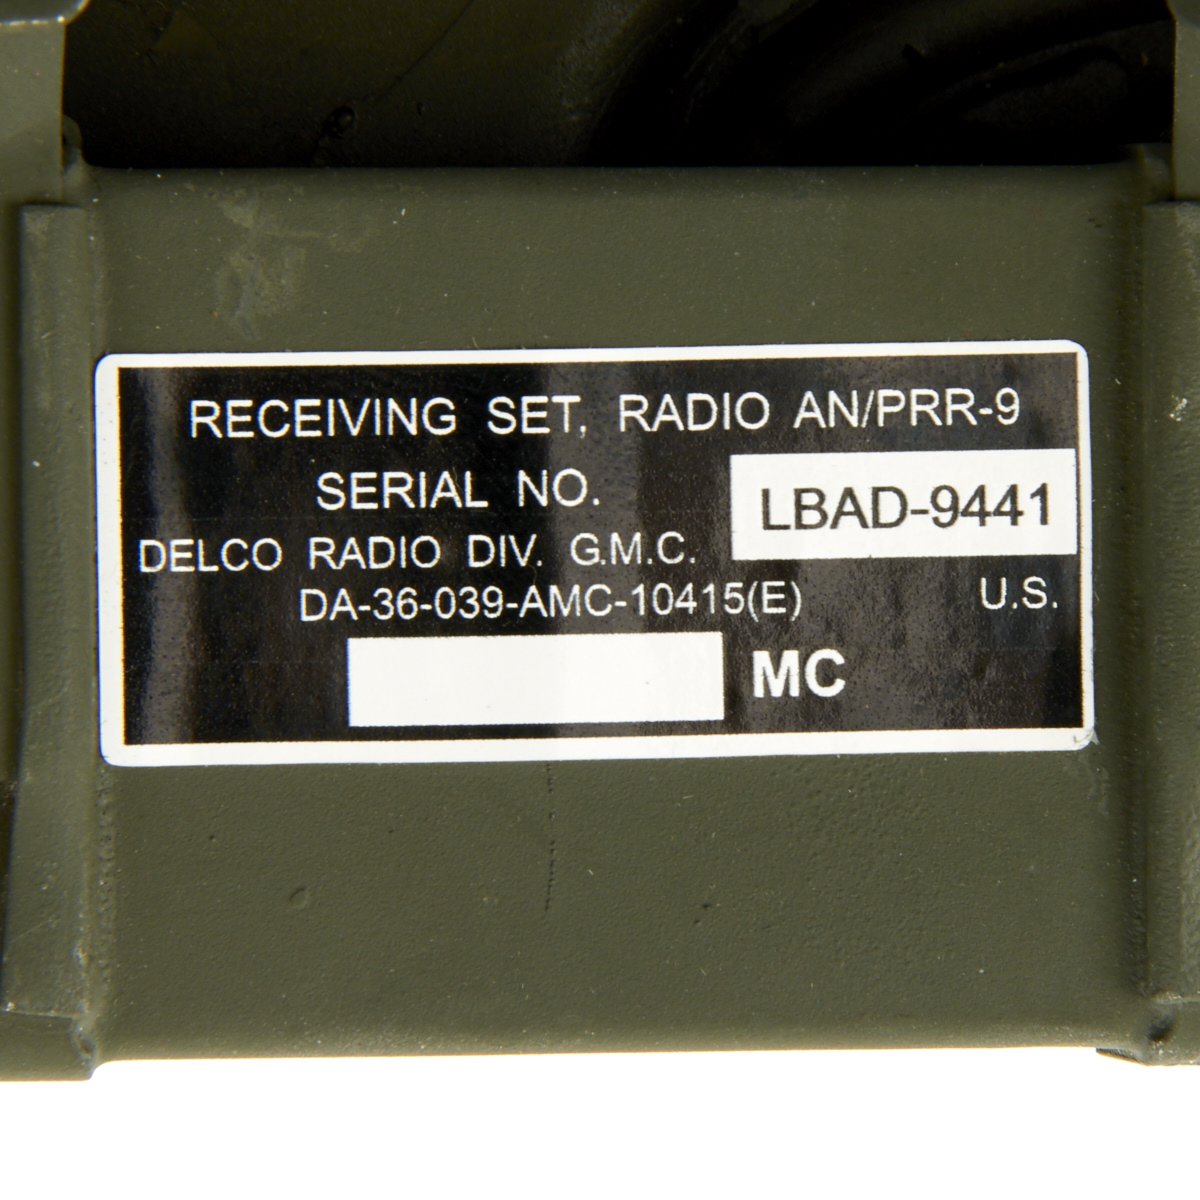 RECEIVING SET, RADIO AN/PRR-9
SERIAL NO. LBAD-9441
DELCO RADIO DIV. G.M.C.
DA-36-039-AMC-10415(E) U.S.
MC